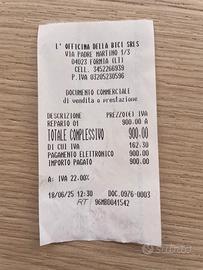 L' OFFICINA DELLA BICI SRLS
VIA PADRE MARTINO 1/3
04023 FORMIA (LT)
CELL. 3452266939
P.IVA 03205230596
DOCUMENTO COMMERCIALE
di vendita o prestazione
DESCRIZIONE PREZZO(€) IVA
REPARTO 01 900.00 A
TOTALE COMPLESSIVO 900.00
DI CUI IVA 162.30
PAGAMENTO ELETTRONICO 900.00
IMPORTO PAGATO 900.00
A: IVA 22.00%
18/06/25 12:30 DOC.0976-0003
RT 96MB0041542
subito